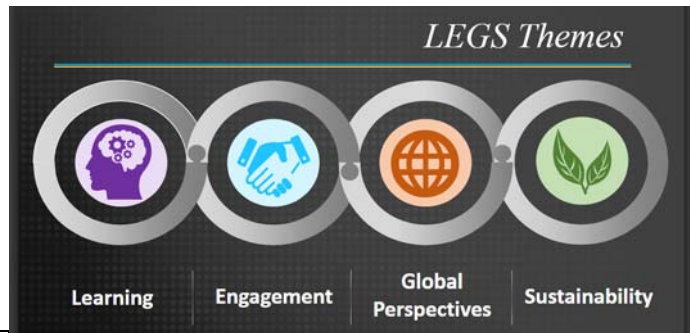 LEGS Themes
Learning
Engagement
Global
Perspectives
Sustainability